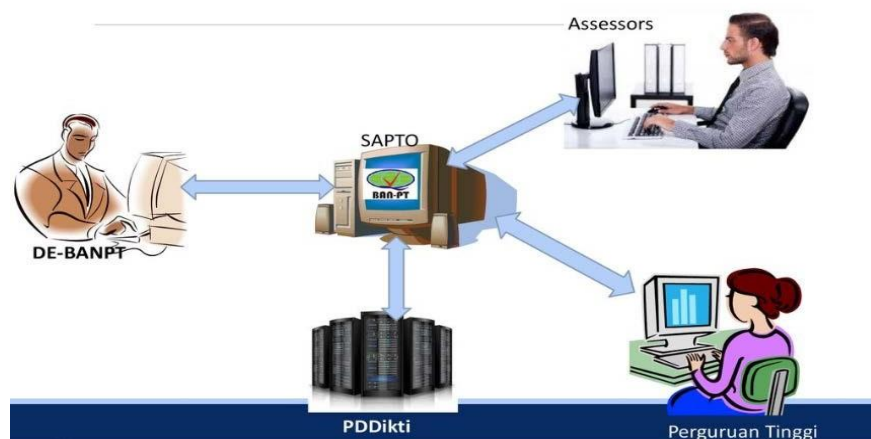 Assessors
SAPTO
BAN-PT
DE-BANPT
PDDikti
Perguruan Tinggi